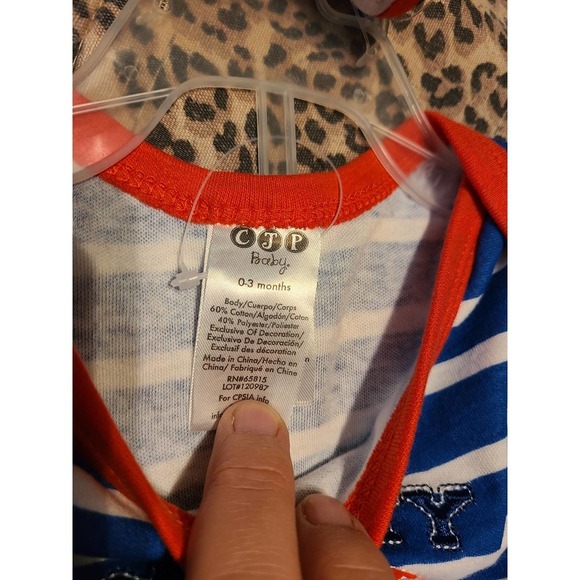 CJP
Baby.
0-3 months
Body/Cuerpo/Corps
60% Cotton/Algodón/Coton
40% Polyester/Poliester
Exclusive Of Decoration/
Exclusivo De Decoración/
Exclusif des décoration
Made in China/Hecho en
China/ Fabriqué en Chine
RN#65815
LOT#120987
For CPSIA info